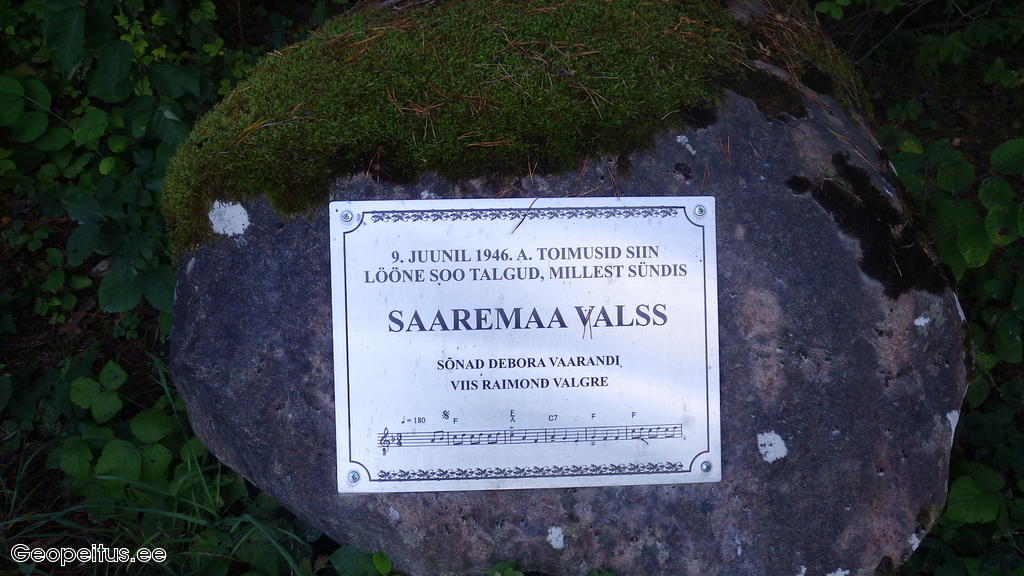 9. JUUNIL 1946. A. TOIMUSID SIIN
LÖÖNE SOO TALGUD, MILLEST SÜNDIS
SAAREMAA VALSS
SÕNAD DEBORA VAARANDI
VIIS RAIMOND VALGRE
♩ = 180 F F/A C7 F F
Geopeitus.ee